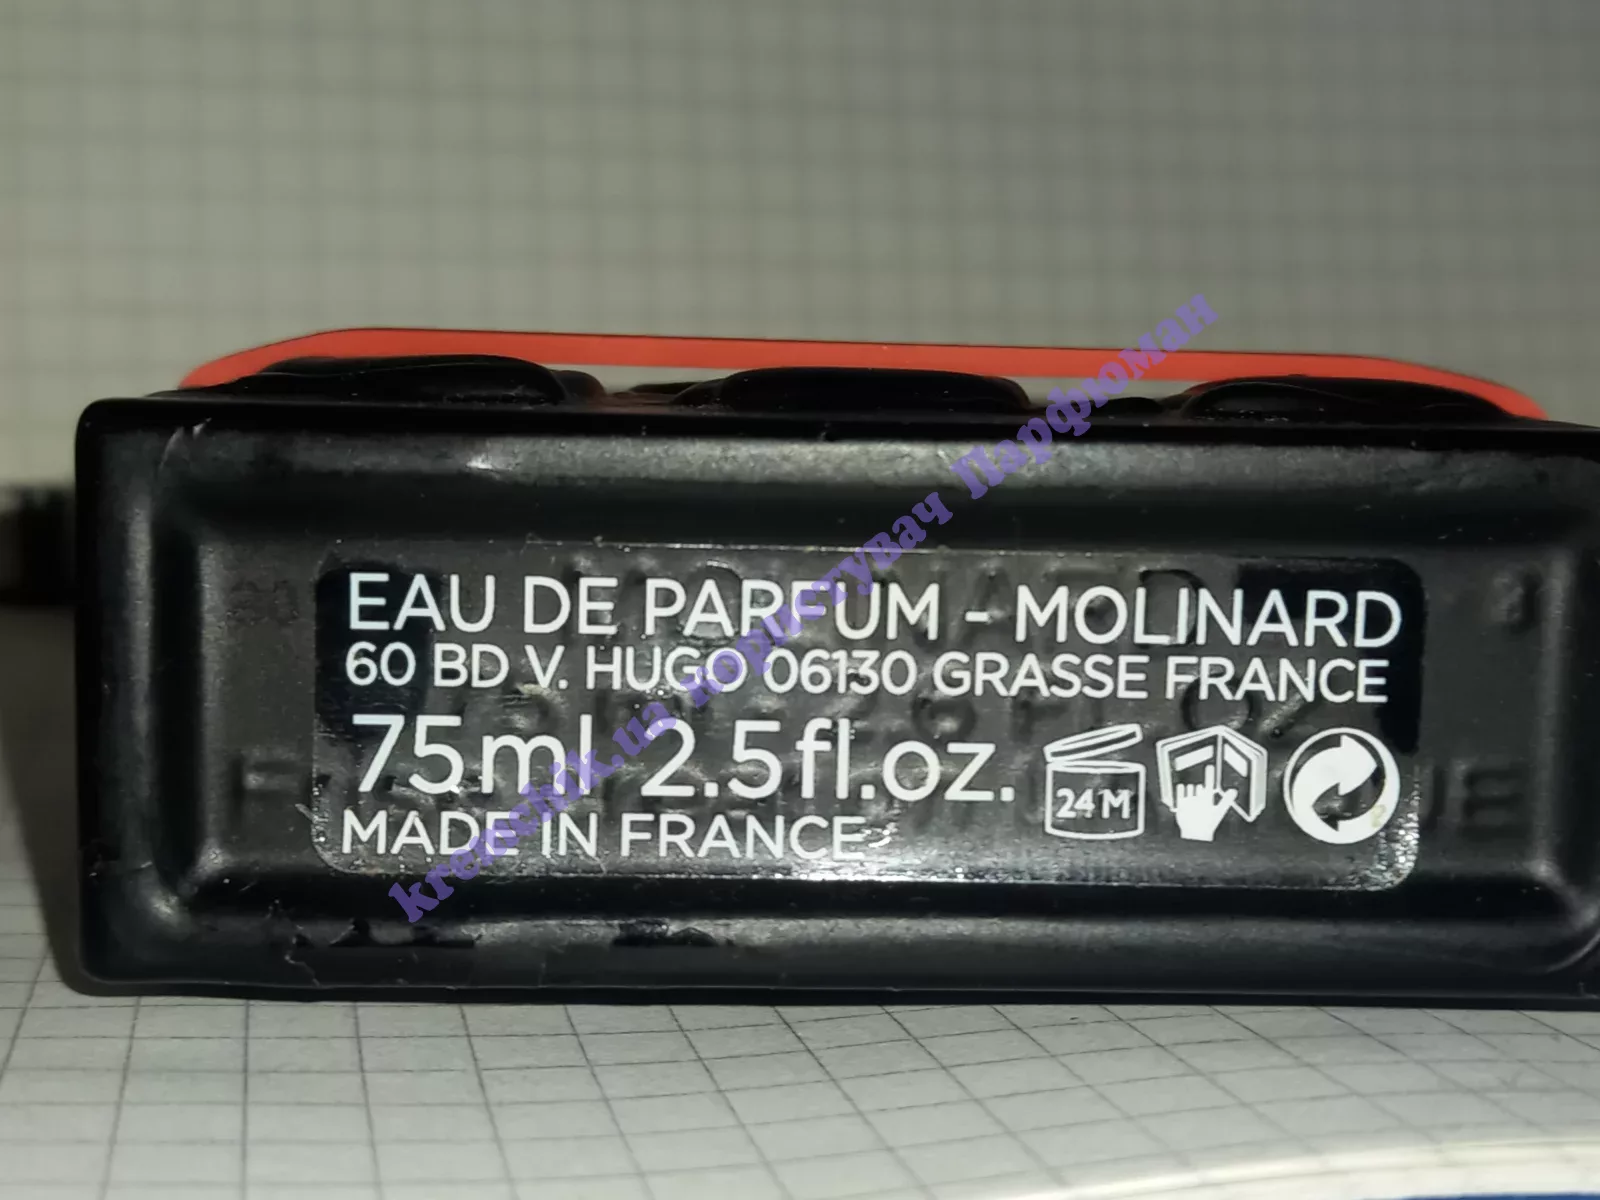 EAU DE PARFUM - MOLINARD
60 BD V. HUGO 06130 GRASSE FRANCE
75ml 2.5fl.oz.
24M
MADE IN FRANCE
kremchik.ua користувач Парфюман